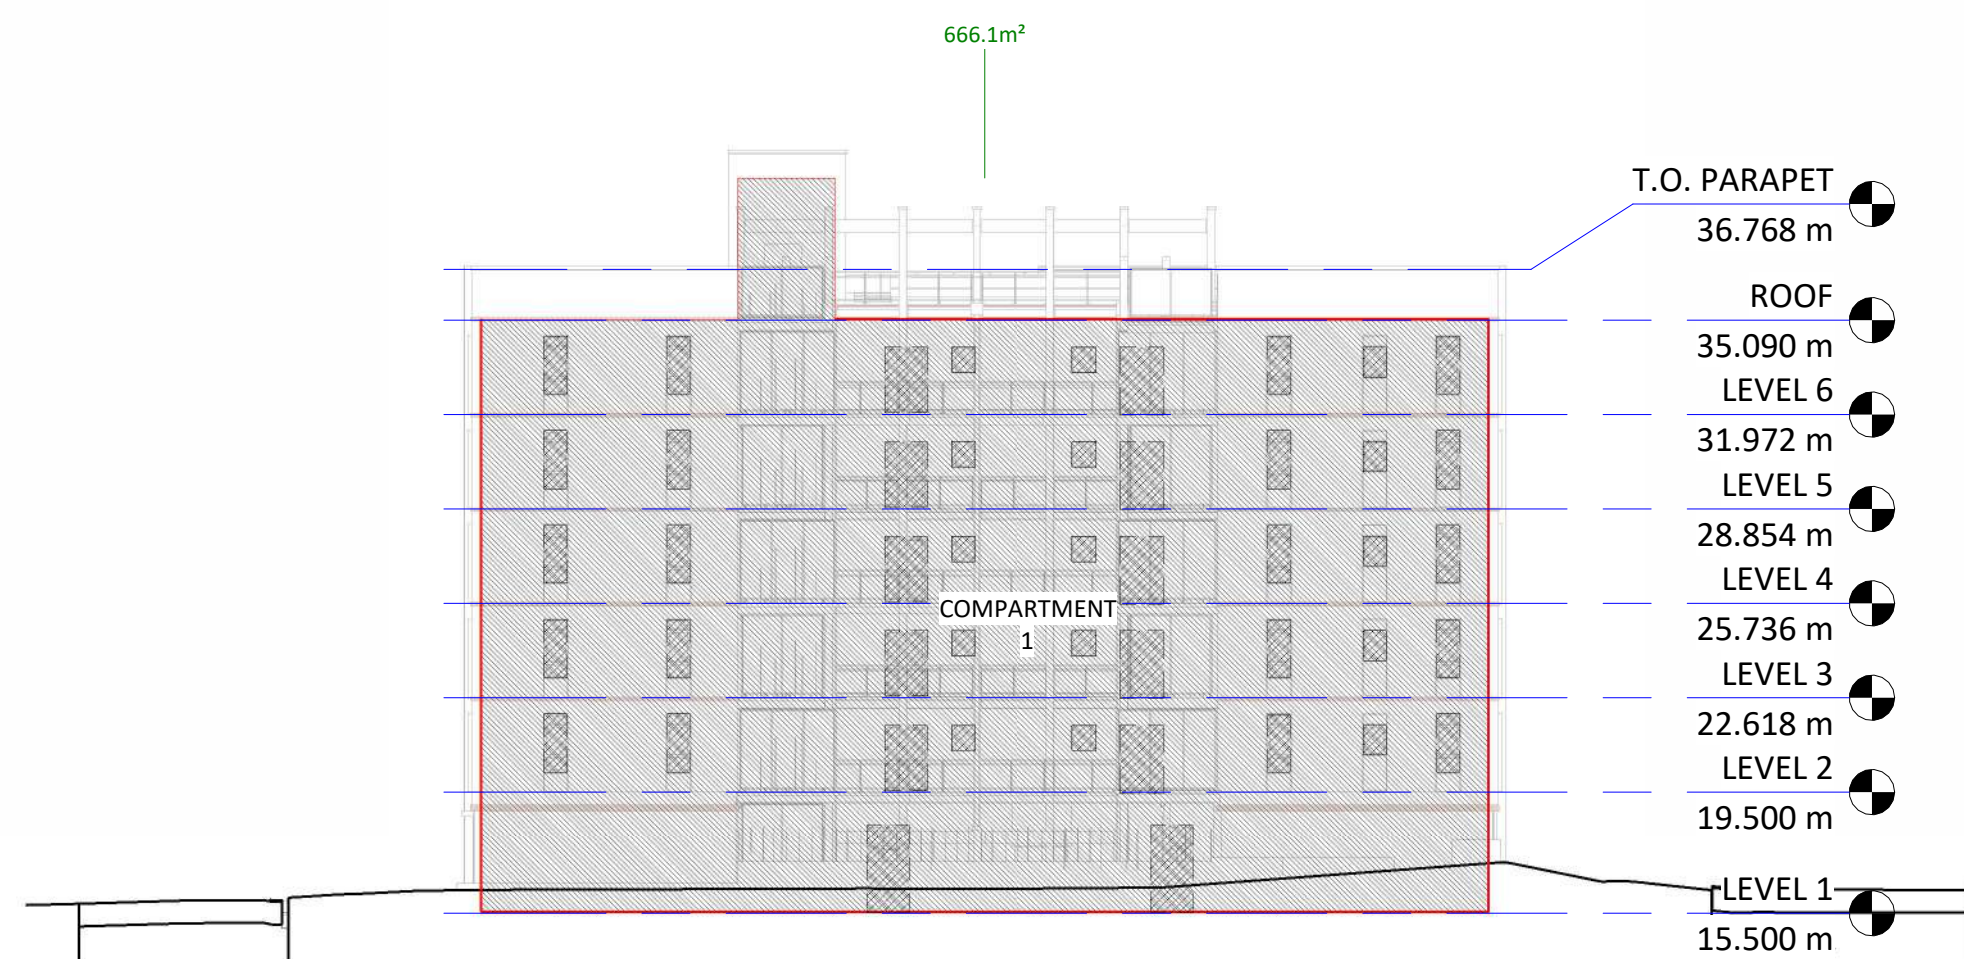 666.1m²
T.O. PARAPET
36.768 m
ROOF
35.090 m
LEVEL 6
31.972 m
LEVEL 5
28.854 m
LEVEL 4
25.736 m
COMPARTMENT
1
LEVEL 3
22.618 m
LEVEL 2
19.500 m
LEVEL 1
15.500 m